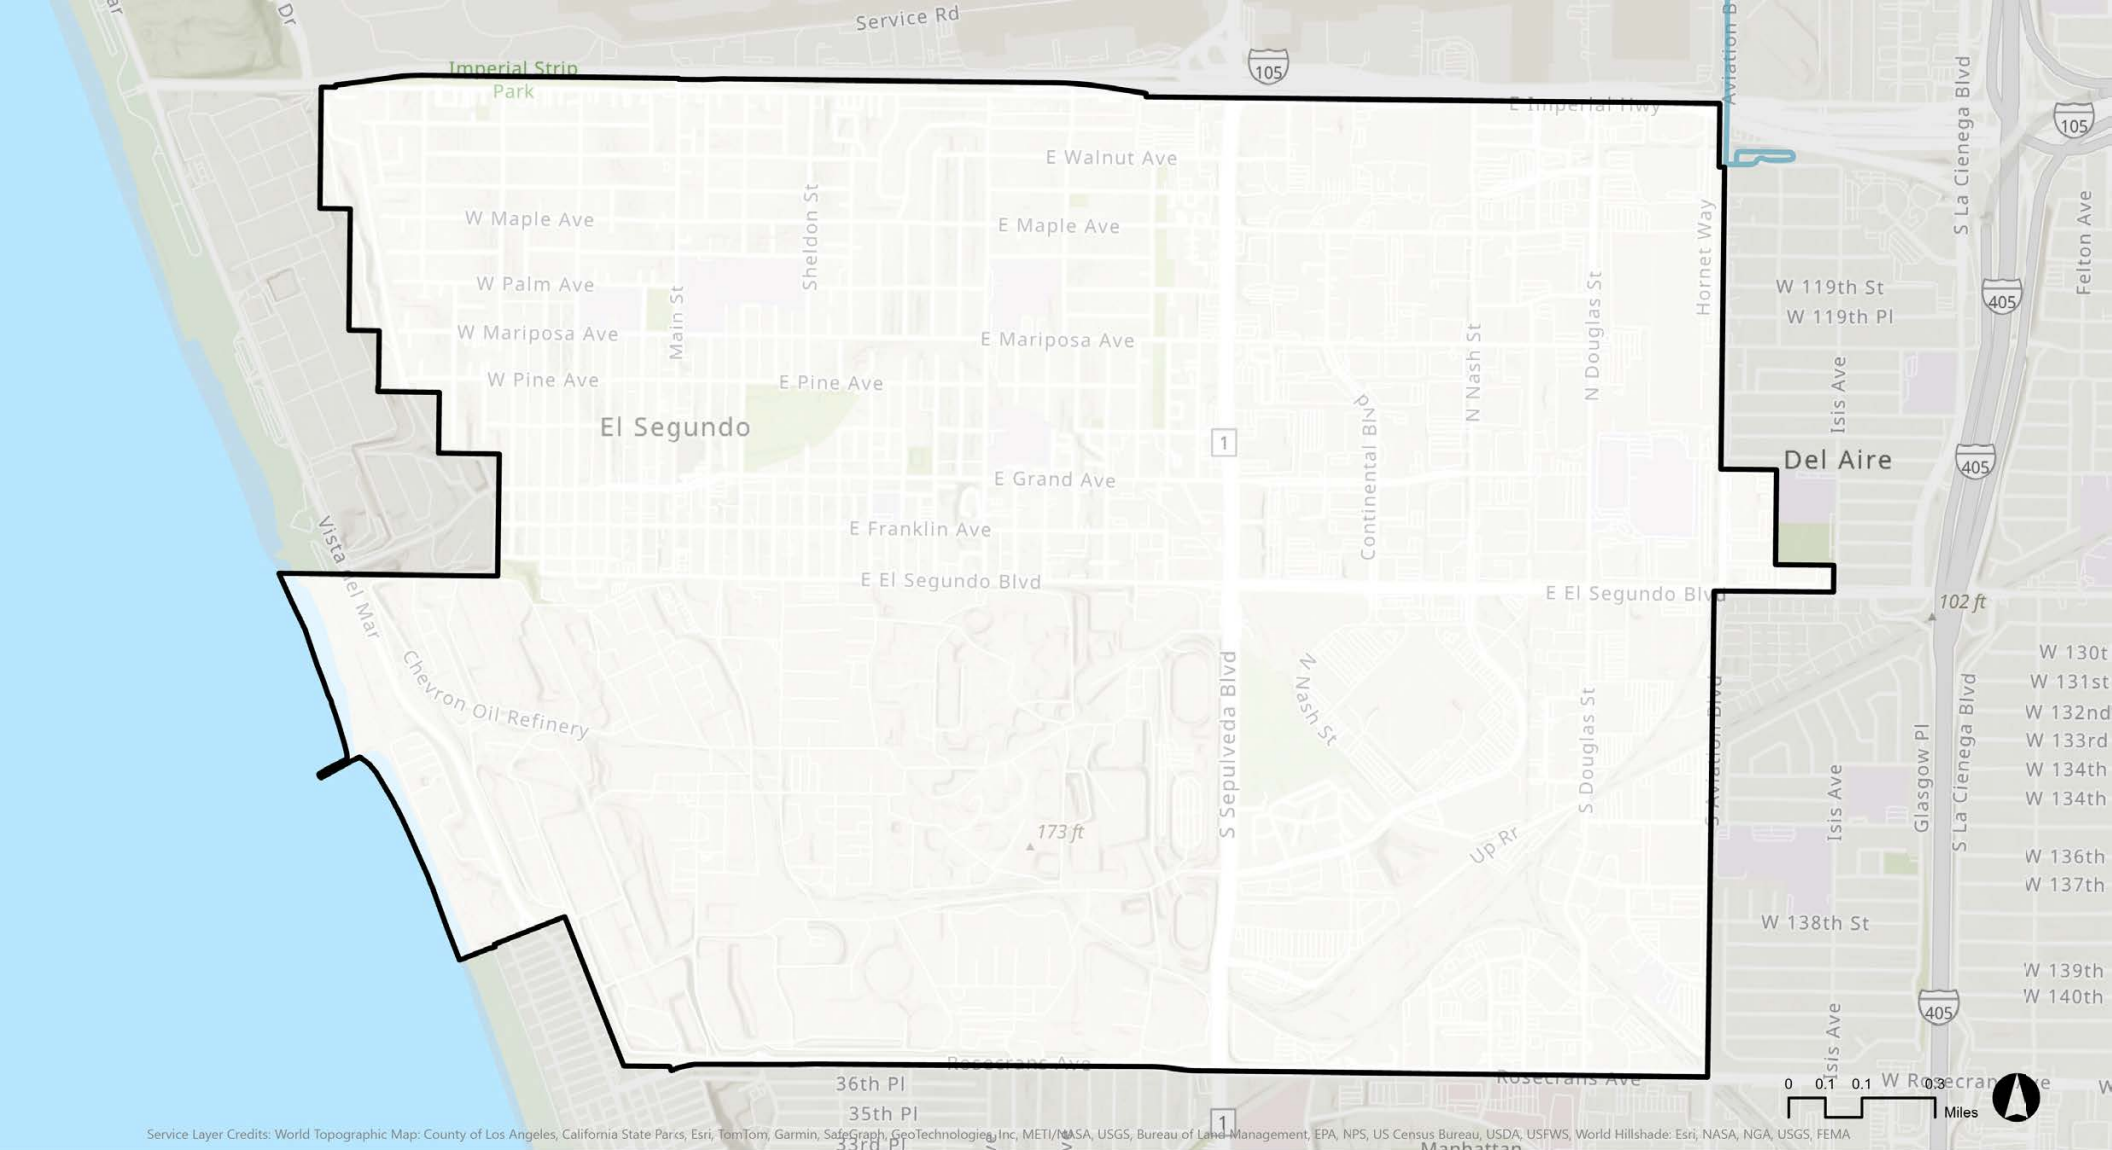 Service Rd
Dr
Imperial Strip
Park
105
E Imperial Hwy
S La Cienega Blvd
105
E Walnut Ave
W Maple Ave
Sheldon St
E Maple Ave
Hornet Way
Felton Ave
W Palm Ave
Main St
N Douglas St
W 119th St
405
W 119th Pl
W Mariposa Ave
E Mariposa Ave
N Nash St
Isis Ave
W Pine Ave
E Pine Ave
El Segundo
1
Continental Blvd
Del Aire
405
E Grand Ave
E Franklin Ave
Vista del Mar
E El Segundo Blvd
E El Segundo Blvd
102 ft
W 130t
W 131st
W 132nd
W 133rd
W 134th
W 134th
Chevron Oil Refinery
S Sepulveda Blvd
N Nash St
S Douglas St
S Aviation Blvd
Isis Ave
Glasgow Pl
S La Cienega Blvd
173 ft
Up Rr
W 136th
W 137th
W 138th St
W 139th
W 140th
405
Isis Ave
Rosecrans Ave
Rosecrans Ave
36th Pl
35th Pl
33rd Pl
1
0 0.1 0.1 0.3
Miles
Service Layer Credits: World Topographic Map: County of Los Angeles, California State Parcs, Esri, TomTom, Garmin, SafeGraph, GeoTechnologies, Inc, METI/NASA, USGS, Bureau of Land Management, EPA, NPS, US Census Bureau, USDA, USFWS, World Hillshade: Esri, NASA, NGA, USGS, FEMA